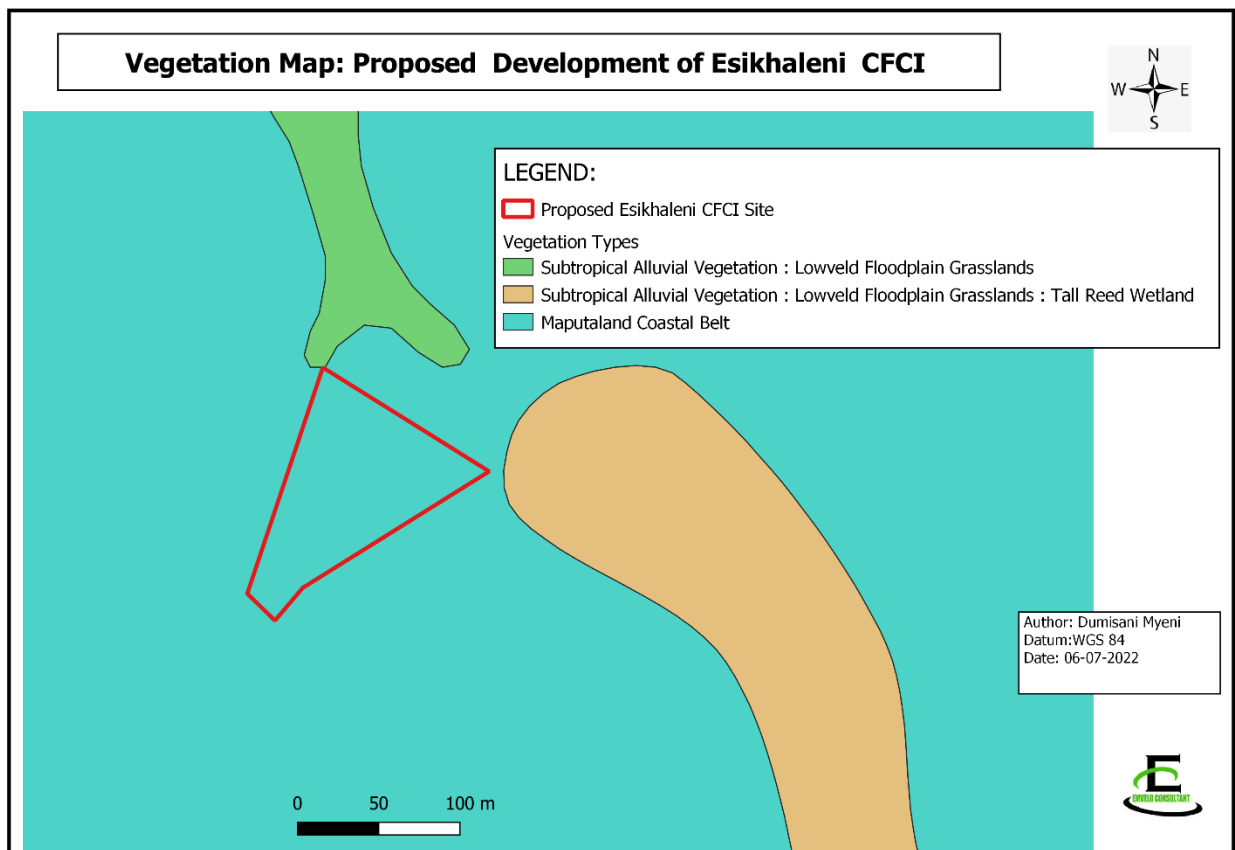 Vegetation Map: Proposed Development of Esikhaleni CFCI
N
W E
S
LEGEND:
Proposed Esikhaleni CFCI Site
Vegetation Types
Subtropical Alluvial Vegetation : Lowveld Floodplain Grasslands
Subtropical Alluvial Vegetation : Lowveld Floodplain Grasslands : Tall Reed Wetland
Maputaland Coastal Belt
Author: Dumisani Myeni
Datum:WGS 84
Date: 06-07-2022
0 50 100 m
E
EMVELO CONSULTANT